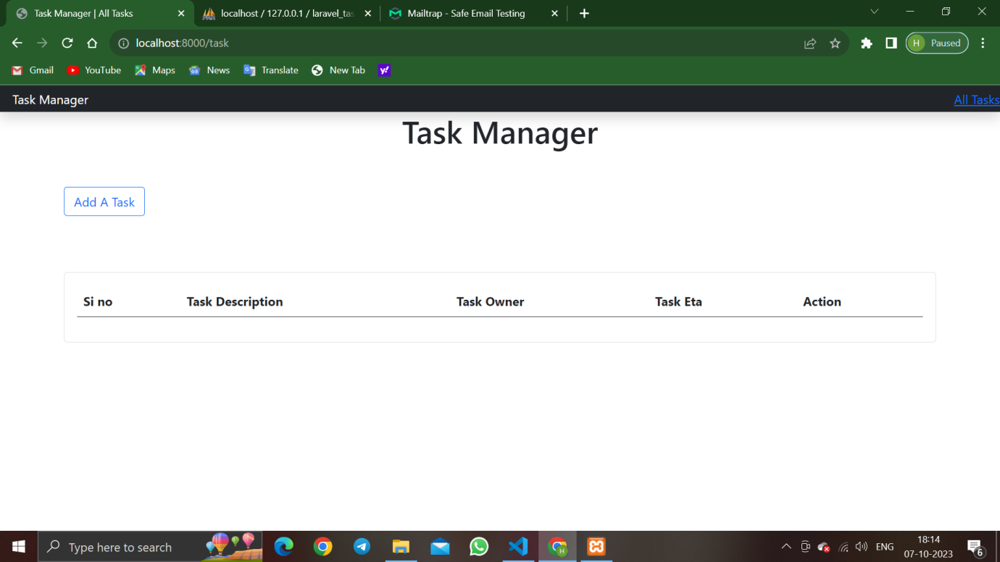 Task Manager | All Tasks
localhost / 127.0.0.1 / laravel_tas
Mailtrap - Safe Email Testing
localhost:8000/task
H Paused
Gmail YouTube Maps News Translate New Tab y!
Task Manager All Tasks
Task Manager
Add A Task
Si no Task Description Task Owner Task Eta Action
Type here to search
ENG
18:14
07-10-2023
6